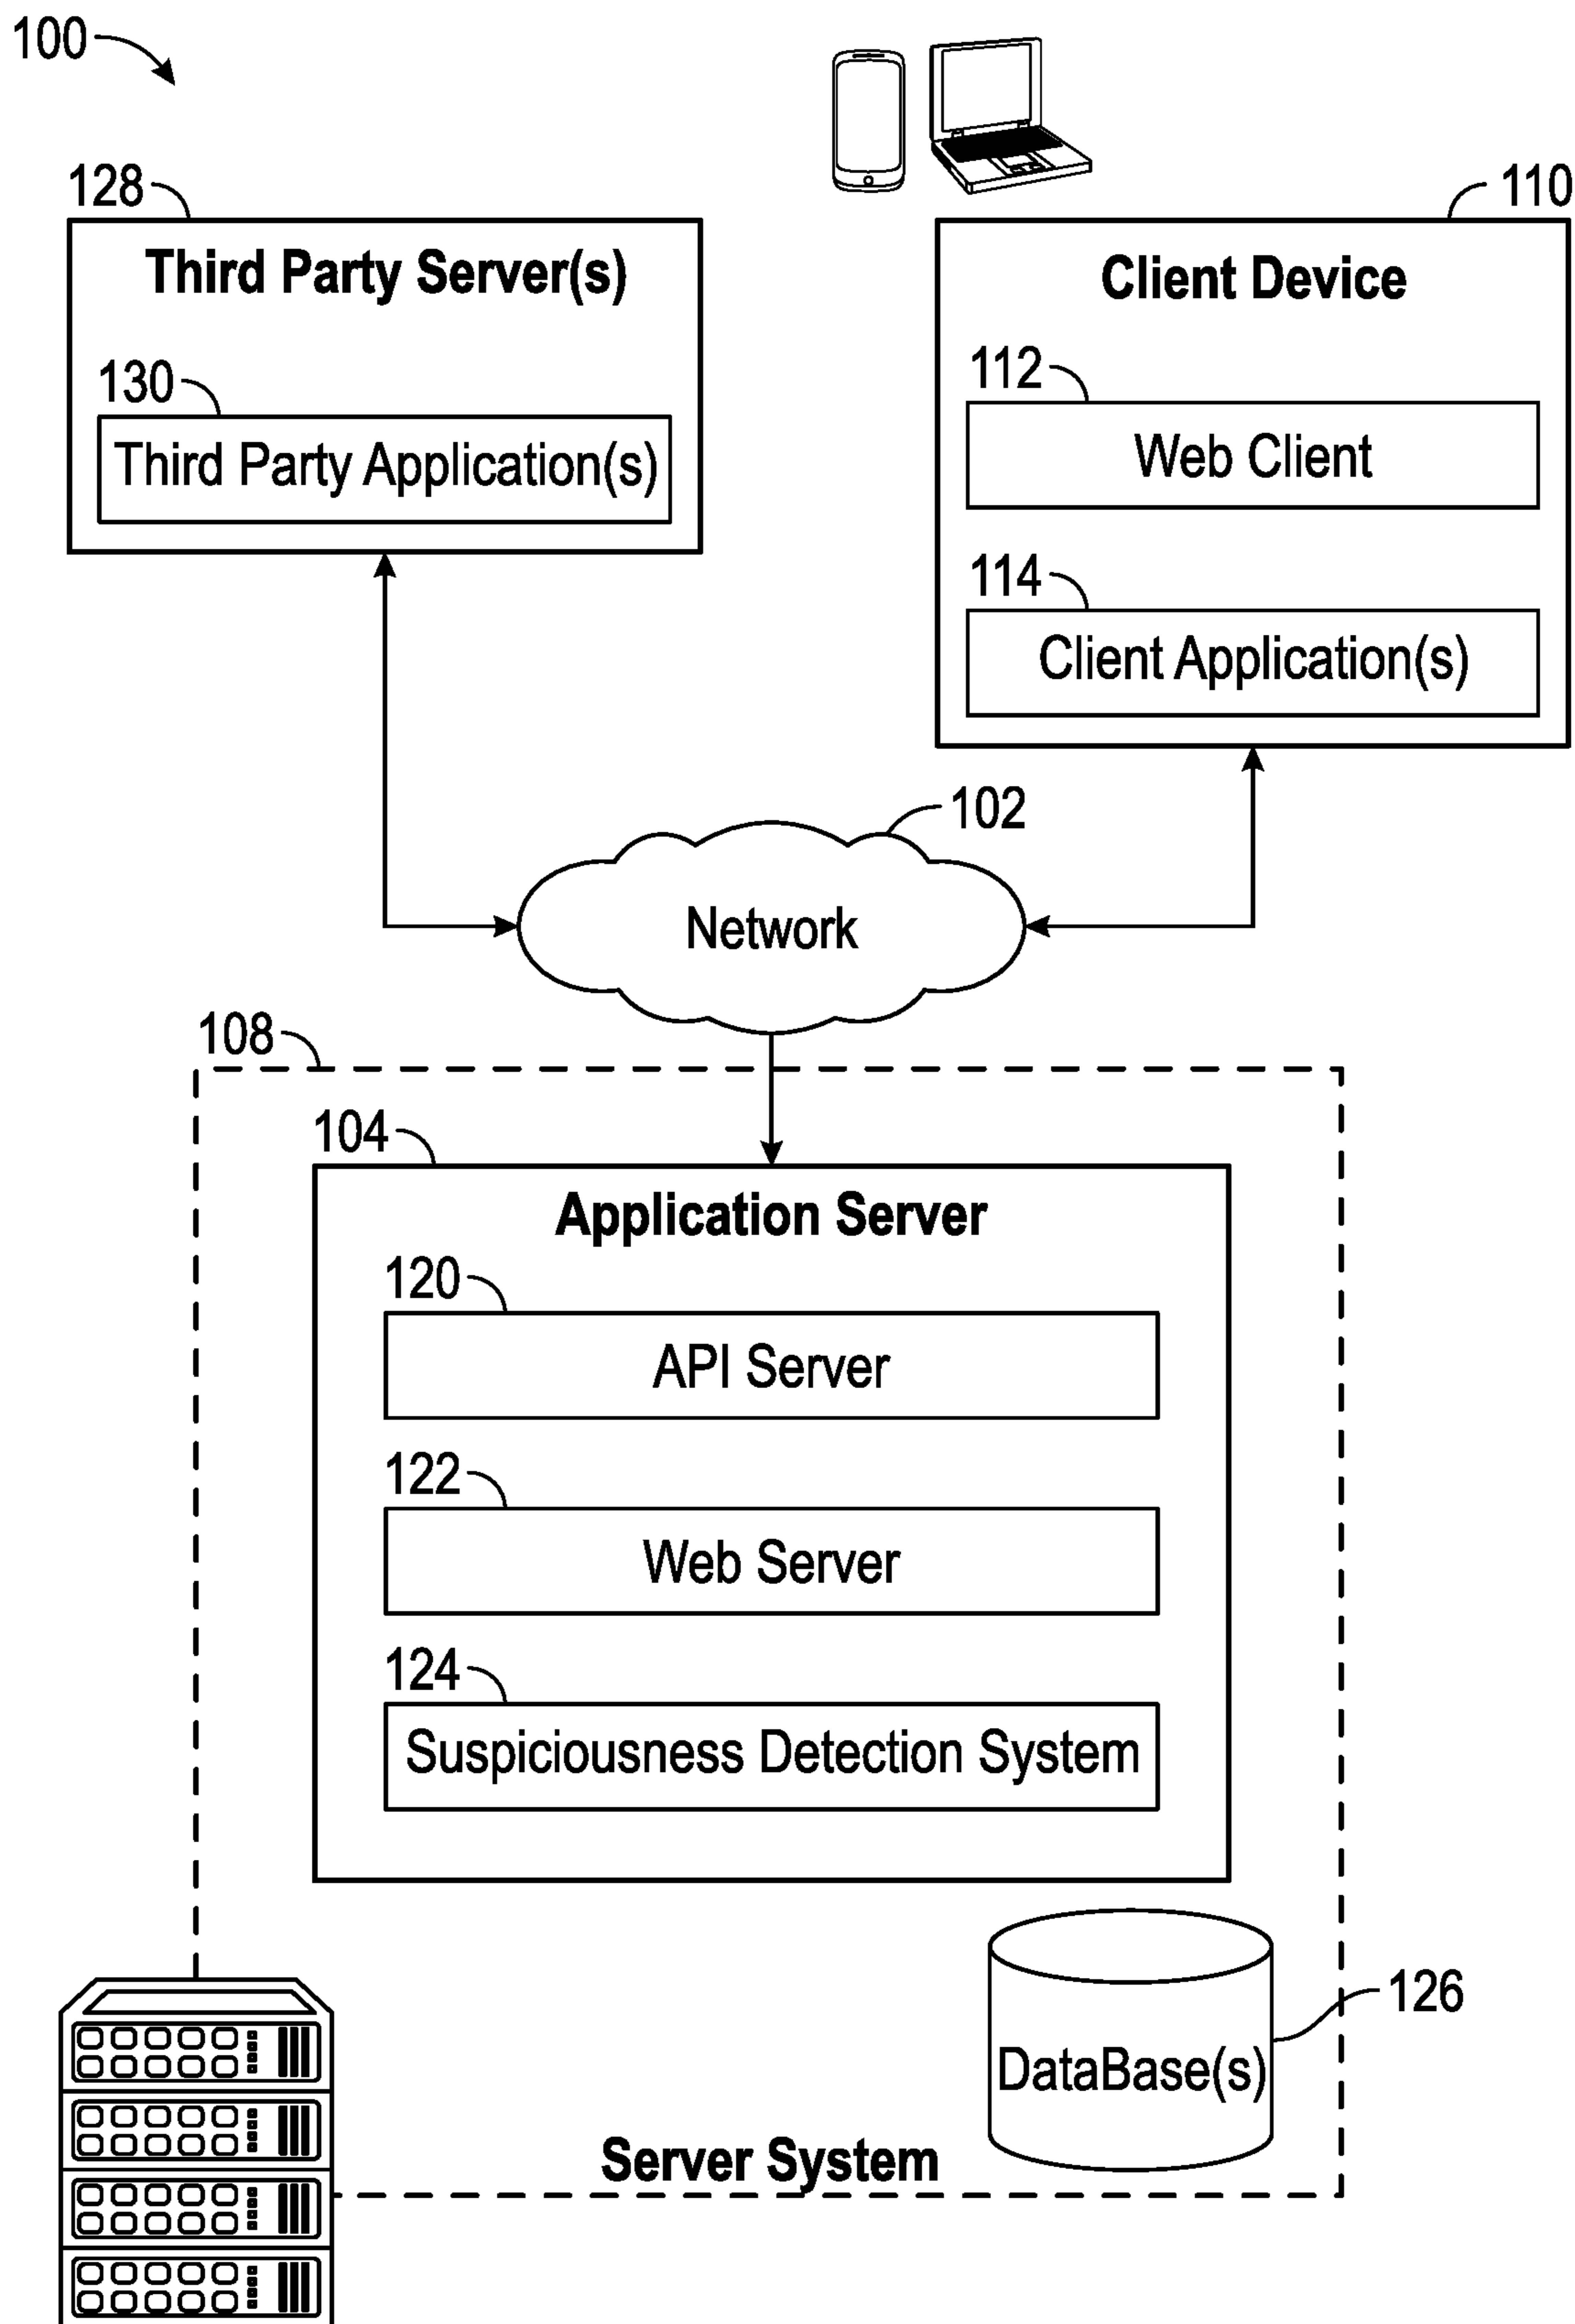 100
128
Third Party Server(s)
130
Third Party Application(s)
110
Client Device
112
Web Client
114
Client Application(s)
102
Network
108
104
Application Server
120
API Server
122
Web Server
124
Suspiciousness Detection System
126
DataBase(s)
Server System